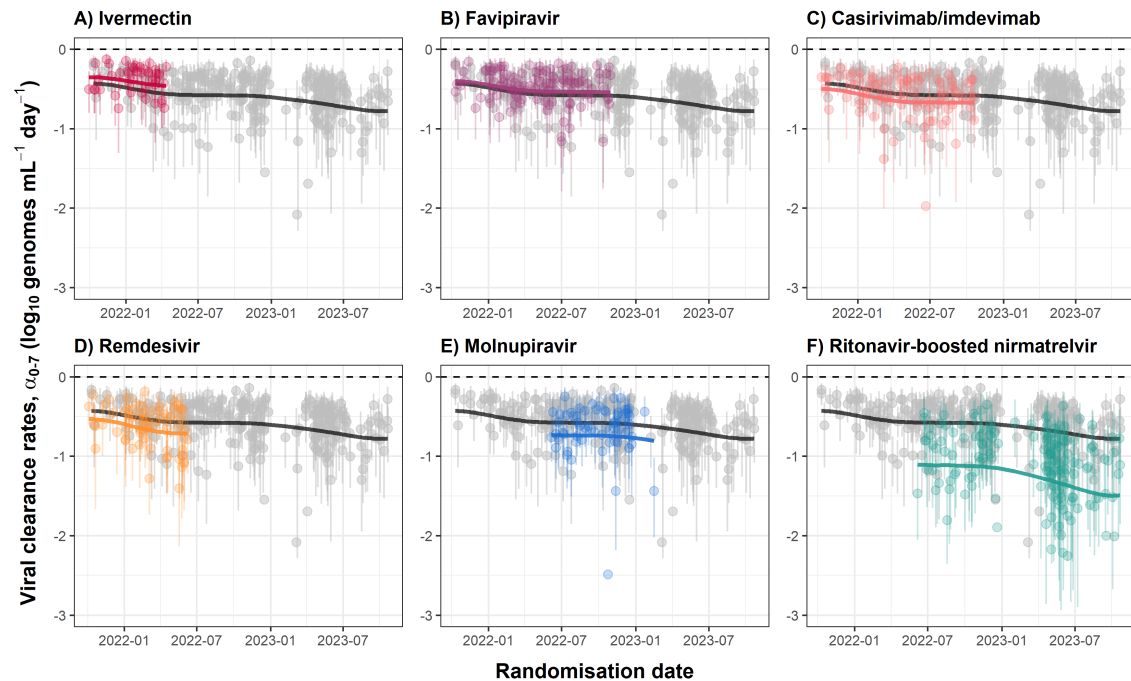 A) Ivermectin
B) Favipiravir
C) Casirivimab/imdevimab
0
-1
-2
-3
0
-1
-2
-3
0
-1
-2
-3
2022-01 2022-07 2023-01 2023-07
2022-01 2022-07 2023-01 2023-07
2022-01 2022-07 2023-01 2023-07
D) Remdesivir
E) Molnupiravir
F) Ritonavir-boosted nirmatrelvir
0
-1
-2
-3
0
-1
-2
-3
0
-1
-2
-3
2022-01 2022-07 2023-01 2023-07
2022-01 2022-07 2023-01 2023-07
2022-01 2022-07 2023-01 2023-07
Viral clearance rates, α₀₋₇ (log₁₀ genomes mL⁻¹ day⁻¹)
Randomisation date